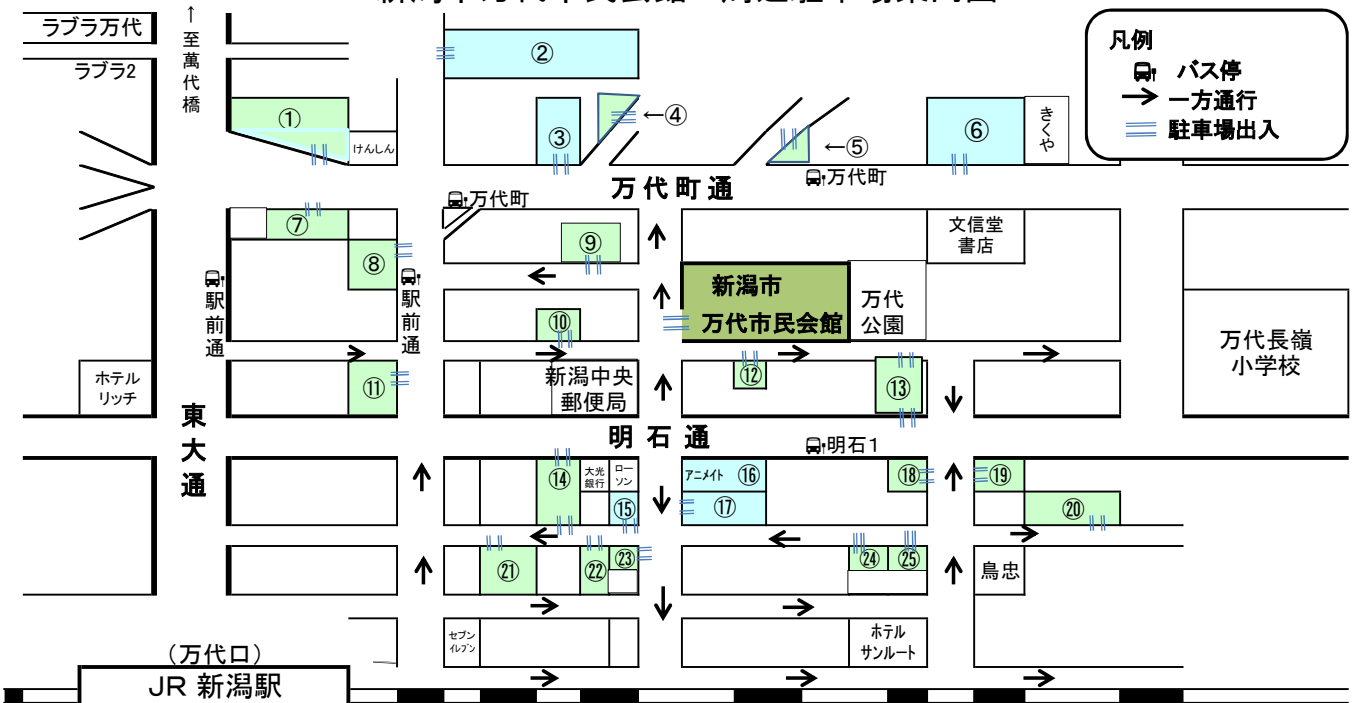 ラブラ万代
ラブラ2
↑
至萬代橋
凡例
バス停
一方通行
駐車場出入
①
②
③
←④
←⑤
⑥
きくや
けんしん
万代町
万代町通
万代町
⑦
⑧
⑨
文信堂
書店
駅前通
駅前通
⑩
新潟市
万代市民会館
万代
公園
万代長嶺
小学校
ホテル
リッチ
⑪
新潟中央
郵便局
⑫
⑬
東大通
明石通
明石1
⑭
大光
銀行
ローソン
⑮
アニメイト ⑯
⑰
⑱
⑲
⑳
㉑
㉒
㉓
㉔
㉕
鳥忠
セブン
イレブン
ホテル
サンルート
(万代口)
JR 新潟駅